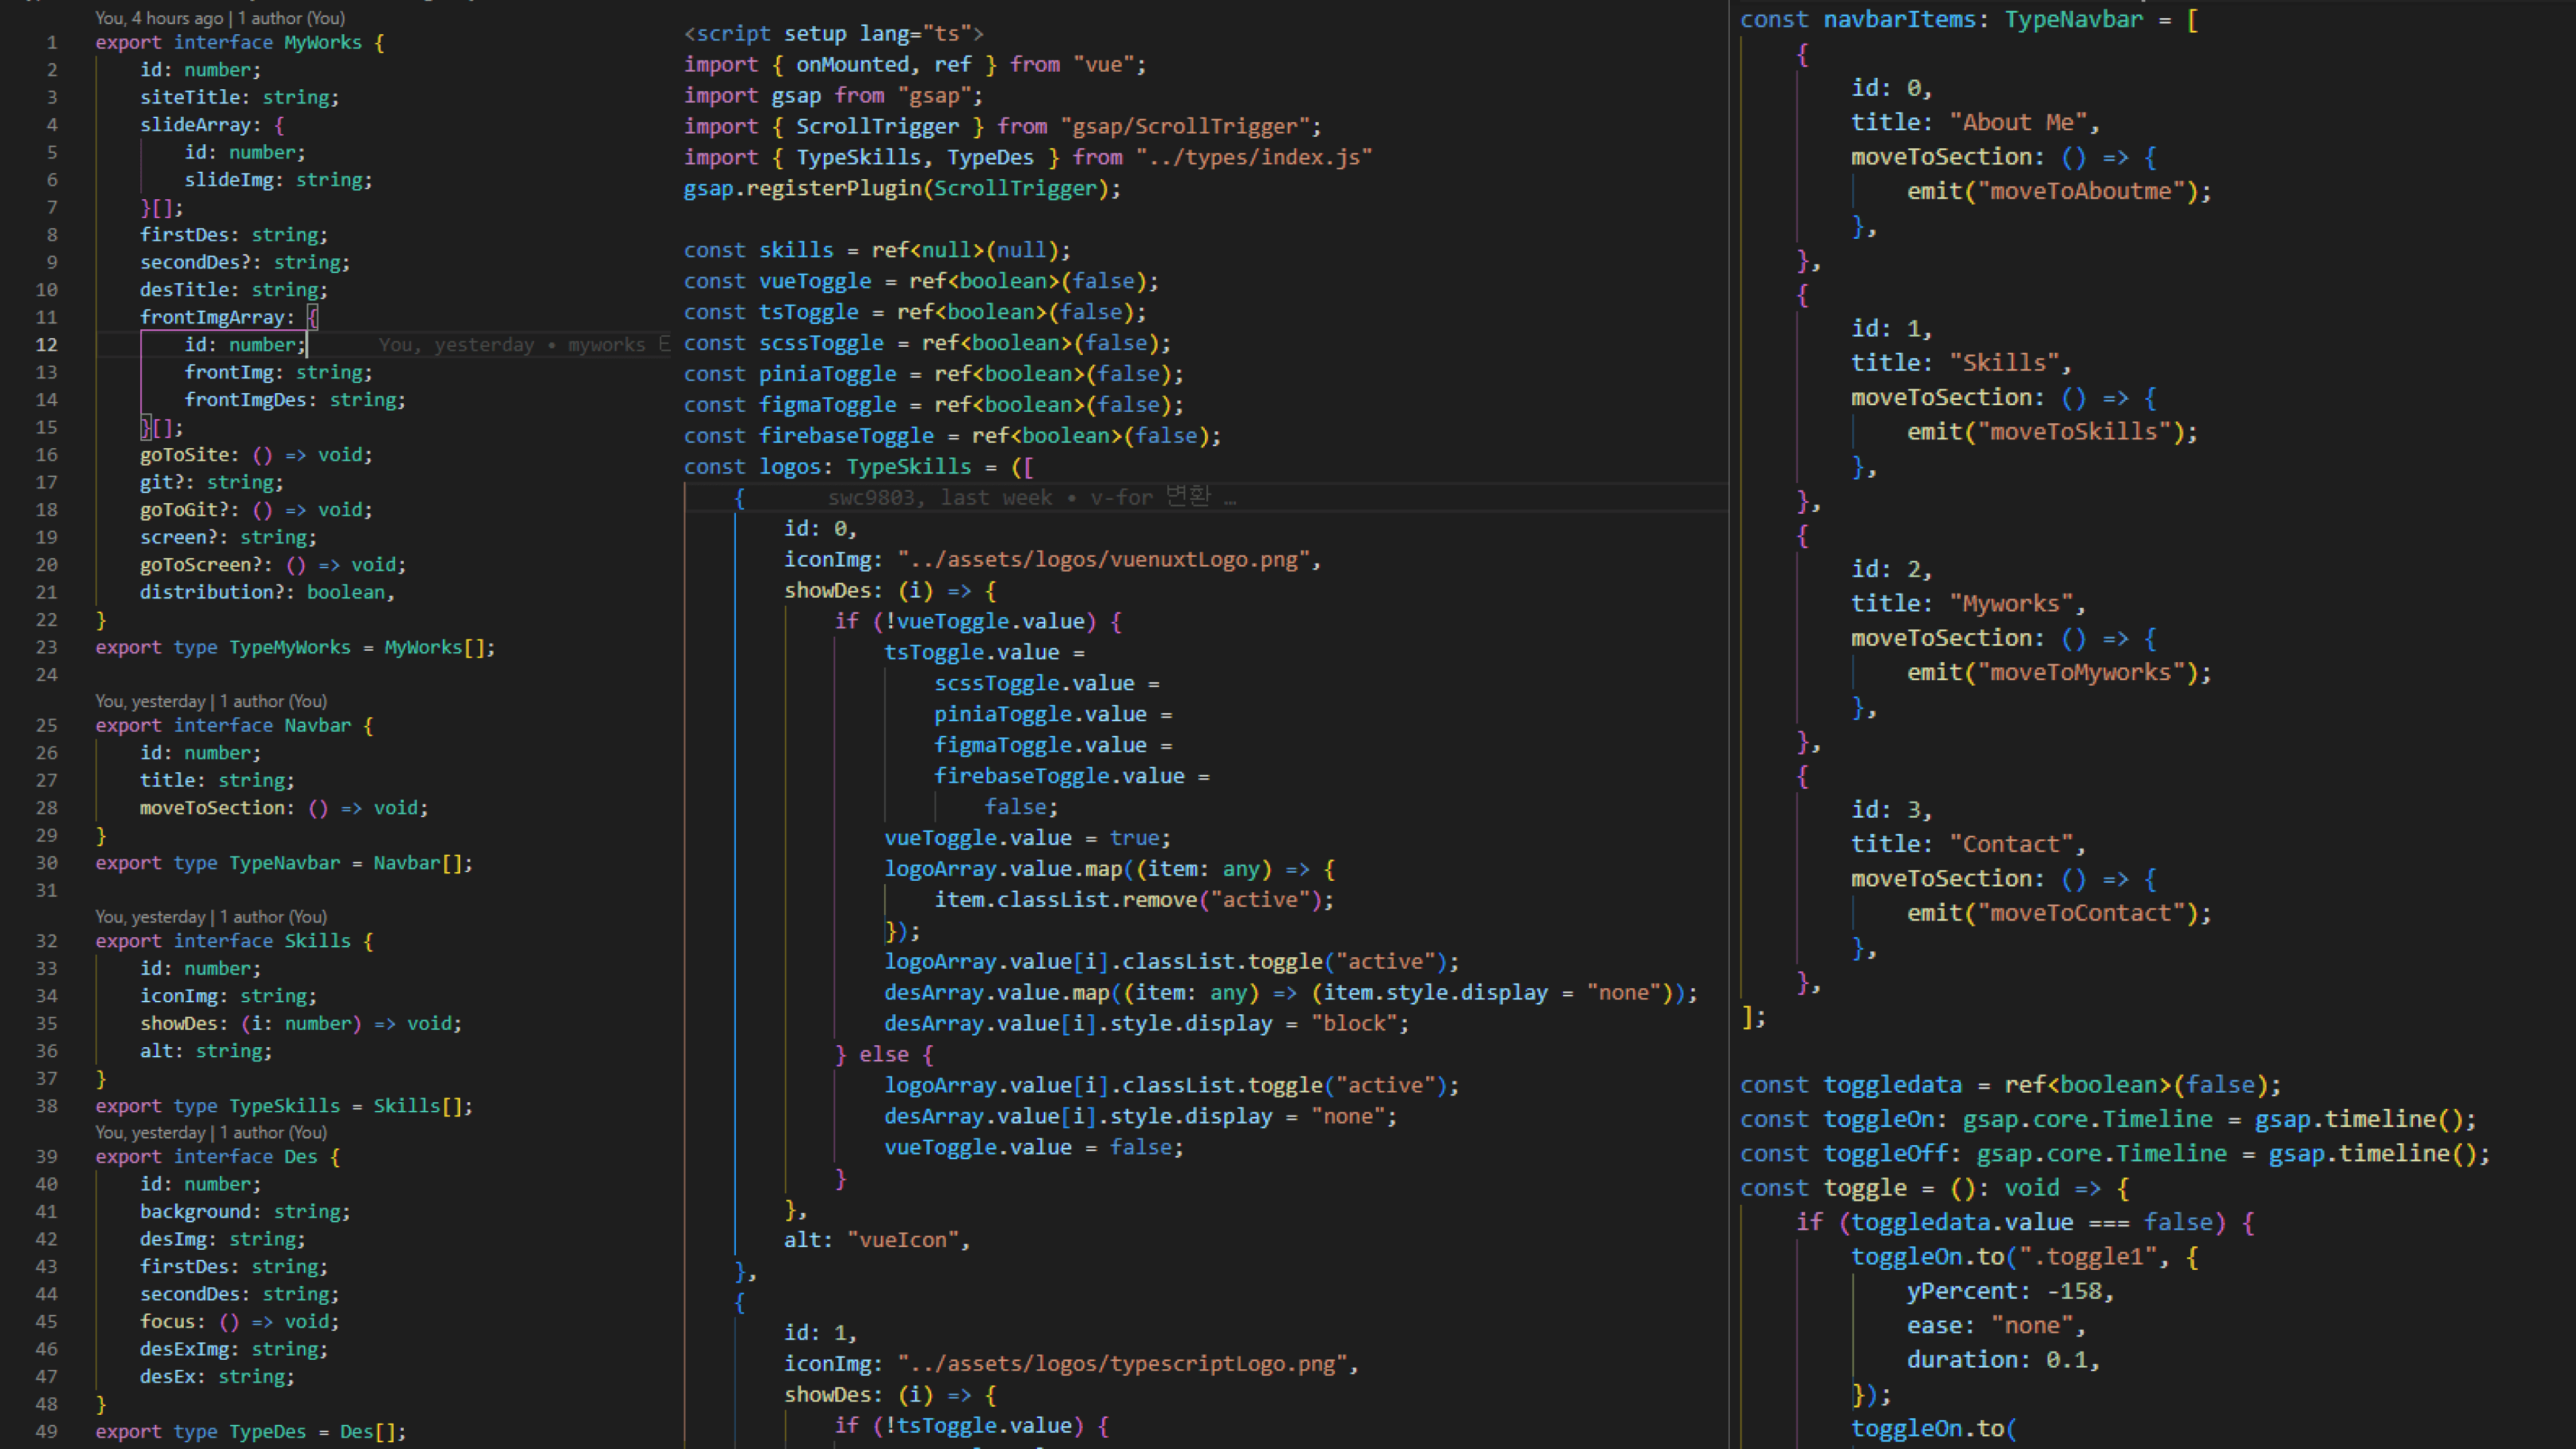 You, 4 hours ago | 1 author (You)
1 export interface MyWorks {
2 id: number;
3 siteTitle: string;
4 slideArray: {
5 id: number;
6 slideImg: string;
7 }[];
8 firstDes: string;
9 secondDes?: string;
10 desTitle: string;
11 frontImgArray: {
12 id: number; You, yesterday • myworks
13 frontImg: string;
14 frontImgDes: string;
15 }[];
16 goToSite: () => void;
17 git?: string;
18 goToGit?: () => void;
19 screen?: string;
20 goToScreen?: () => void;
21 distribution?: boolean,
22 }
23 export type TypeMyWorks = MyWorks[];
24
You, yesterday | 1 author (You)
25 export interface Navbar {
26 id: number;
27 title: string;
28 moveToSection: () => void;
29 }
30 export type TypeNavbar = Navbar[];
31
You, yesterday | 1 author (You)
32 export interface Skills {
33 id: number;
34 iconImg: string;
35 showDes: (i: number) => void;
36 alt: string;
37 }
38 export type TypeSkills = Skills[];
You, yesterday | 1 author (You)
39 export interface Des {
40 id: number;
41 background: string;
42 desImg: string;
43 firstDes: string;
44 secondDes: string;
45 focus: () => void;
46 desExImg: string;
47 desEx: string;
48 }
49 export type TypeDes = Des[];
<script setup lang="ts">
import { onMounted, ref } from "vue";
import gsap from "gsap";
import { ScrollTrigger } from "gsap/ScrollTrigger";
import { TypeSkills, TypeDes } from "../types/index.js"
gsap.registerPlugin(ScrollTrigger);
const skills = ref<null>(null);
const vueToggle = ref<boolean>(false);
const tsToggle = ref<boolean>(false);
const scssToggle = ref<boolean>(false);
const piniaToggle = ref<boolean>(false);
const figmaToggle = ref<boolean>(false);
const firebaseToggle = ref<boolean>(false);
const logos: TypeSkills = ([
{ swc9803, last week • v-for 변환 …
id: 0,
iconImg: "../assets/logos/vuenuxtLogo.png",
showDes: (i) => {
if (!vueToggle.value) {
tsToggle.value =
scssToggle.value =
piniaToggle.value =
figmaToggle.value =
firebaseToggle.value =
false;
vueToggle.value = true;
logoArray.value.map((item: any) => {
item.classList.remove("active");
});
logoArray.value[i].classList.toggle("active");
desArray.value.map((item: any) => (item.style.display = "none"));
desArray.value[i].style.display = "block";
} else {
logoArray.value[i].classList.toggle("active");
desArray.value[i].style.display = "none";
vueToggle.value = false;
}
},
alt: "vueIcon",
},
{
id: 1,
iconImg: "../assets/logos/typescriptLogo.png",
showDes: (i) => {
if (!tsToggle.value) {
const navbarItems: TypeNavbar = [
{
id: 0,
title: "About Me",
moveToSection: () => {
emit("moveToAboutme");
},
},
{
id: 1,
title: "Skills",
moveToSection: () => {
emit("moveToSkills");
},
},
{
id: 2,
title: "Myworks",
moveToSection: () => {
emit("moveToMyworks");
},
},
{
id: 3,
title: "Contact",
moveToSection: () => {
emit("moveToContact");
},
},
];
const toggledata = ref<boolean>(false);
const toggleOn: gsap.core.Timeline = gsap.timeline();
const toggleOff: gsap.core.Timeline = gsap.timeline();
const toggle = (): void => {
if (toggledata.value === false) {
toggleOn.to(".toggle1", {
yPercent: -158,
ease: "none",
duration: 0.1,
});
toggleOn.to(